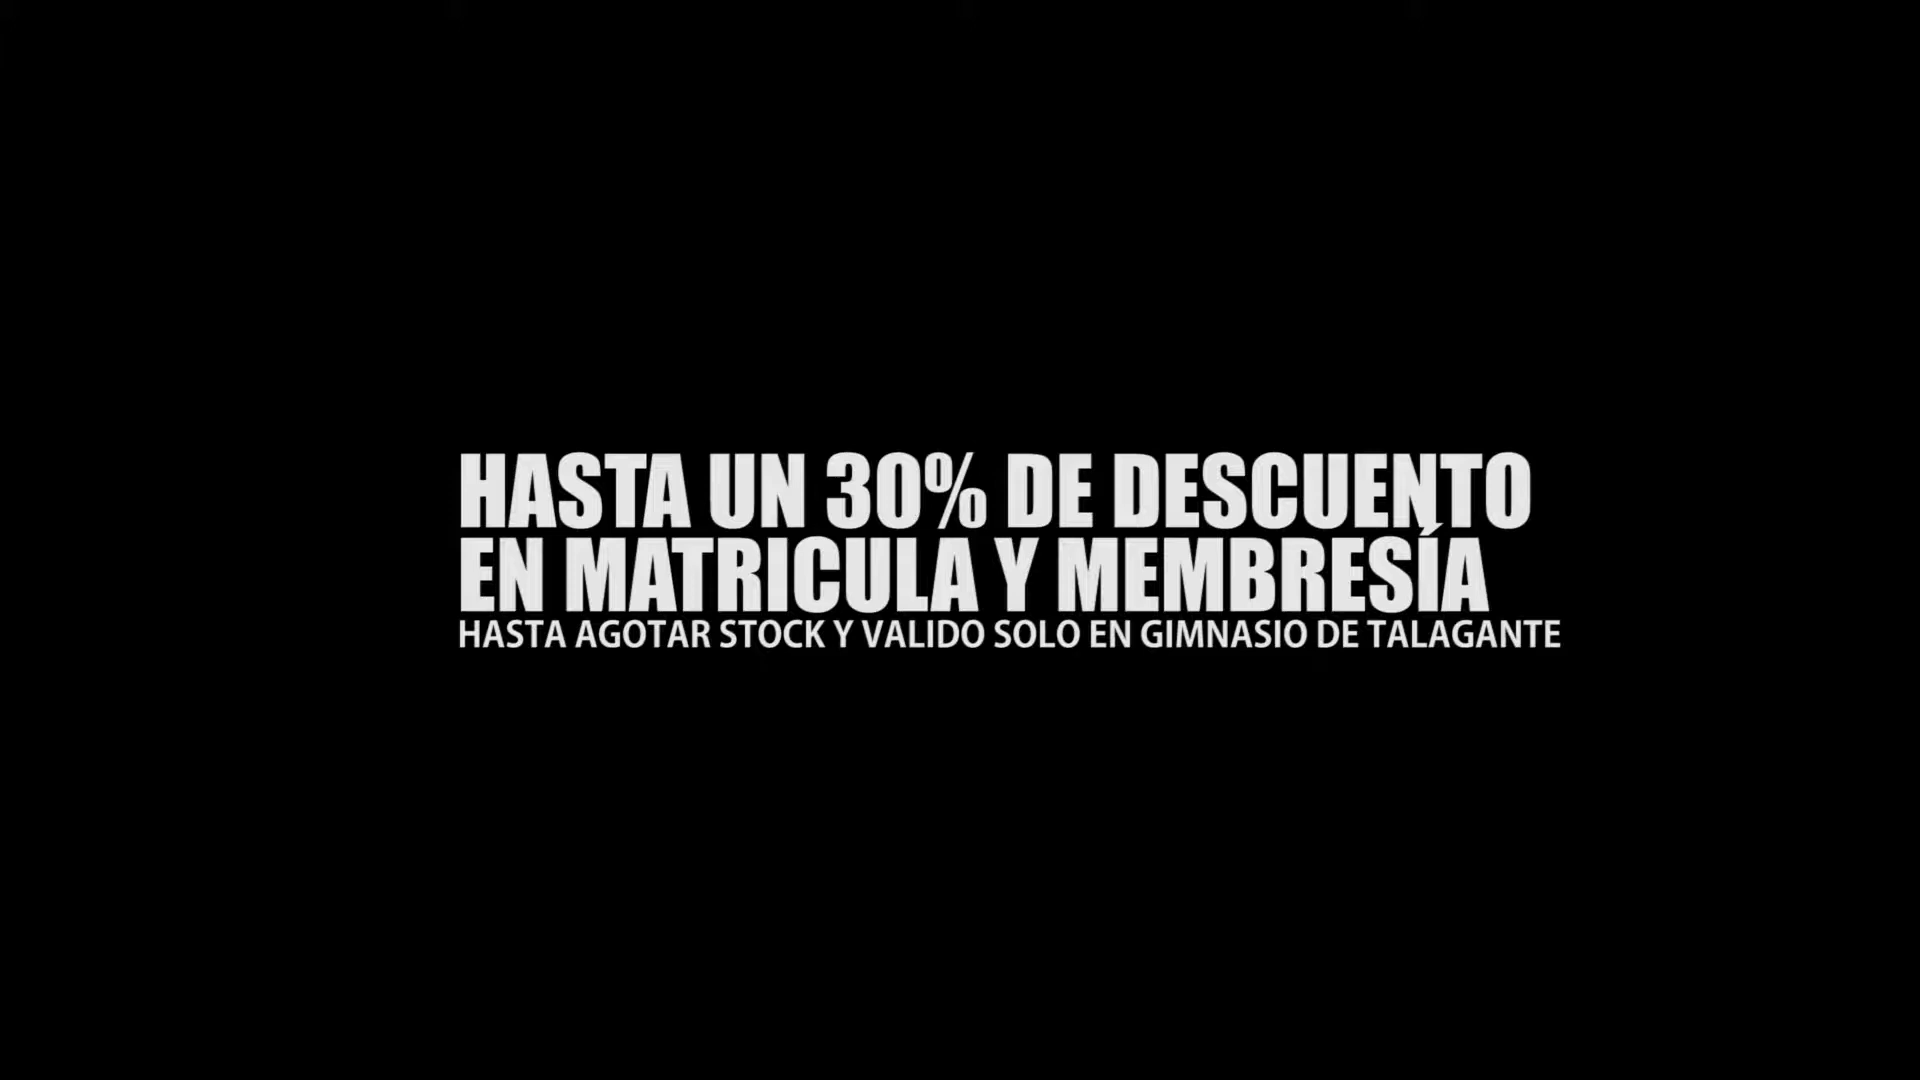 HASTA UN 30% DE DESCUENTO
EN MATRICULA Y MEMBRESÍA
HASTA AGOTAR STOCK Y VALIDO SOLO EN GIMNASIO DE TALAGANTE